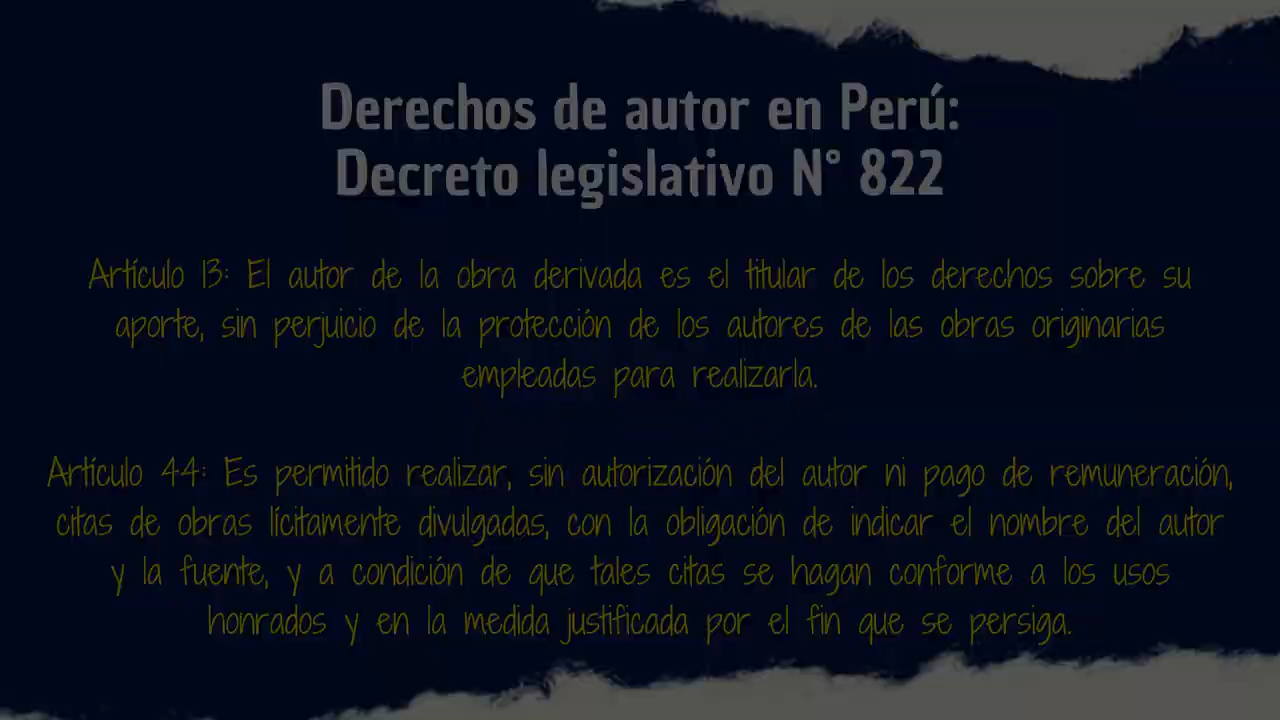 Derechos de autor en Perú:
Decreto legislativo N° 822
Artículo 13: El autor de la obra derivada es el titular de los derechos sobre su
aporte, sin perjuicio de la protección de los autores de las obras originarias
empleadas para realizarla.
Artículo 44: Es permitido realizar, sin autorización del autor ni pago de remuneración,
citas de obras lícitamente divulgadas, con la obligación de indicar el nombre del autor
y la fuente, y a condición de que tales citas se hagan conforme a los usos
honrados y en la medida justificada por el fin que se persiga.